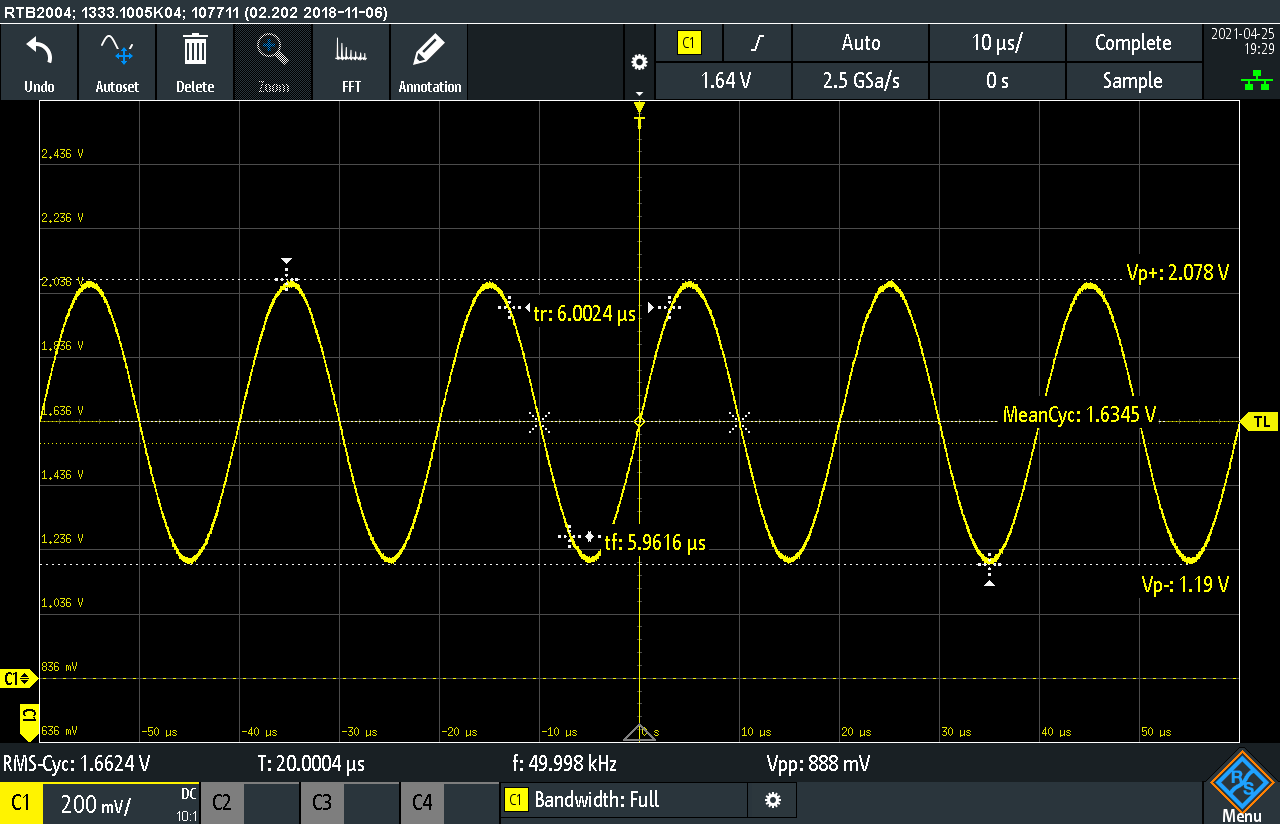 RTB2004; 1333.1005K04; 107711 (02.202 2018-11-06)
Undo
Autoset
Delete
Zoom
FFT
Annotation
C1
Auto
10 µs/
Complete
2021-04-25
19:29
1.64 V
2.5 GSa/s
0 s
Sample
T
2,436 V
2,236 V
2,036 V
Vp+: 2.078 V
tr: 6.0024 µs
1,836 V
1,636 V
MeanCyc: 1.6345 V
TL
1,436 V
1,236 V
tf: 5.9616 µs
Vp-: 1.19 V
1,036 V
836 mV
C1
C1
636 mV
-50 µs
-40 µs
-30 µs
-20 µs
-10 µs
0 s
10 µs
20 µs
30 µs
40 µs
50 µs
RMS-Cyc: 1.6624 V
T: 20.0004 µs
f: 49.998 kHz
Vpp: 888 mV
C1
200 mV/
DC
10:1
C2
C3
C4
C1
Bandwidth: Full
R S
Menu